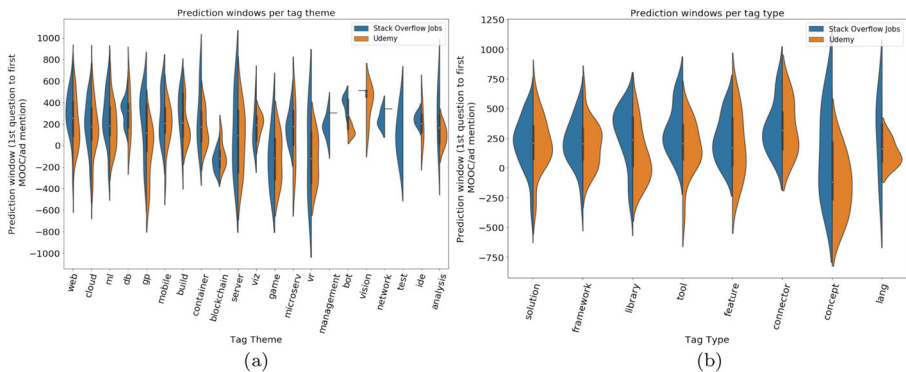 Prediction windows per tag theme
Prediction window (1st question to first
MOOC/ad mention)
1000
800
600
400
200
0
−200
−400
−600
−800
−1000
Stack Overflow Jobs
Udemy
web
cloud
ml
db
gp
mobile
build
container
blockchain
server
viz
game
microserv
vr
management
bot
vision
network
test
ide
analysis
Tag Theme
(a)
Prediction windows per tag type
Prediction window (1st question to first
MOOC/ad mention)
1250
1000
750
500
250
0
−250
−500
−750
Stack Overflow Jobs
Udemy
solution
framework
library
tool
feature
connector
concept
lang
Tag Type
(b)